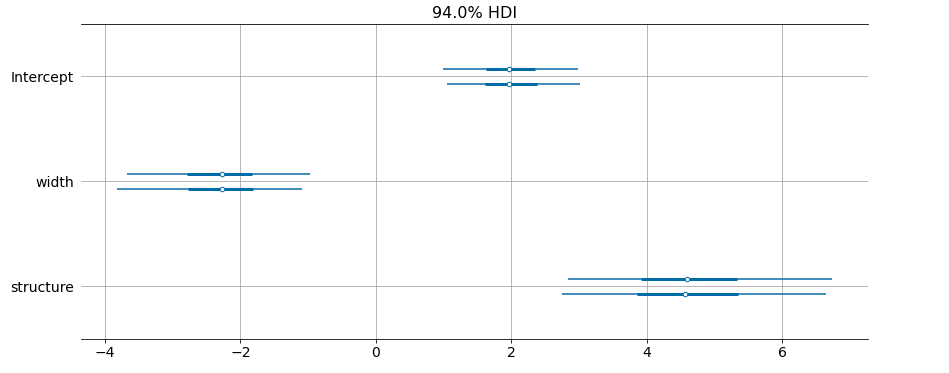 94.0% HDI
Intercept
width
structure
−4 −2 0 2 4 6